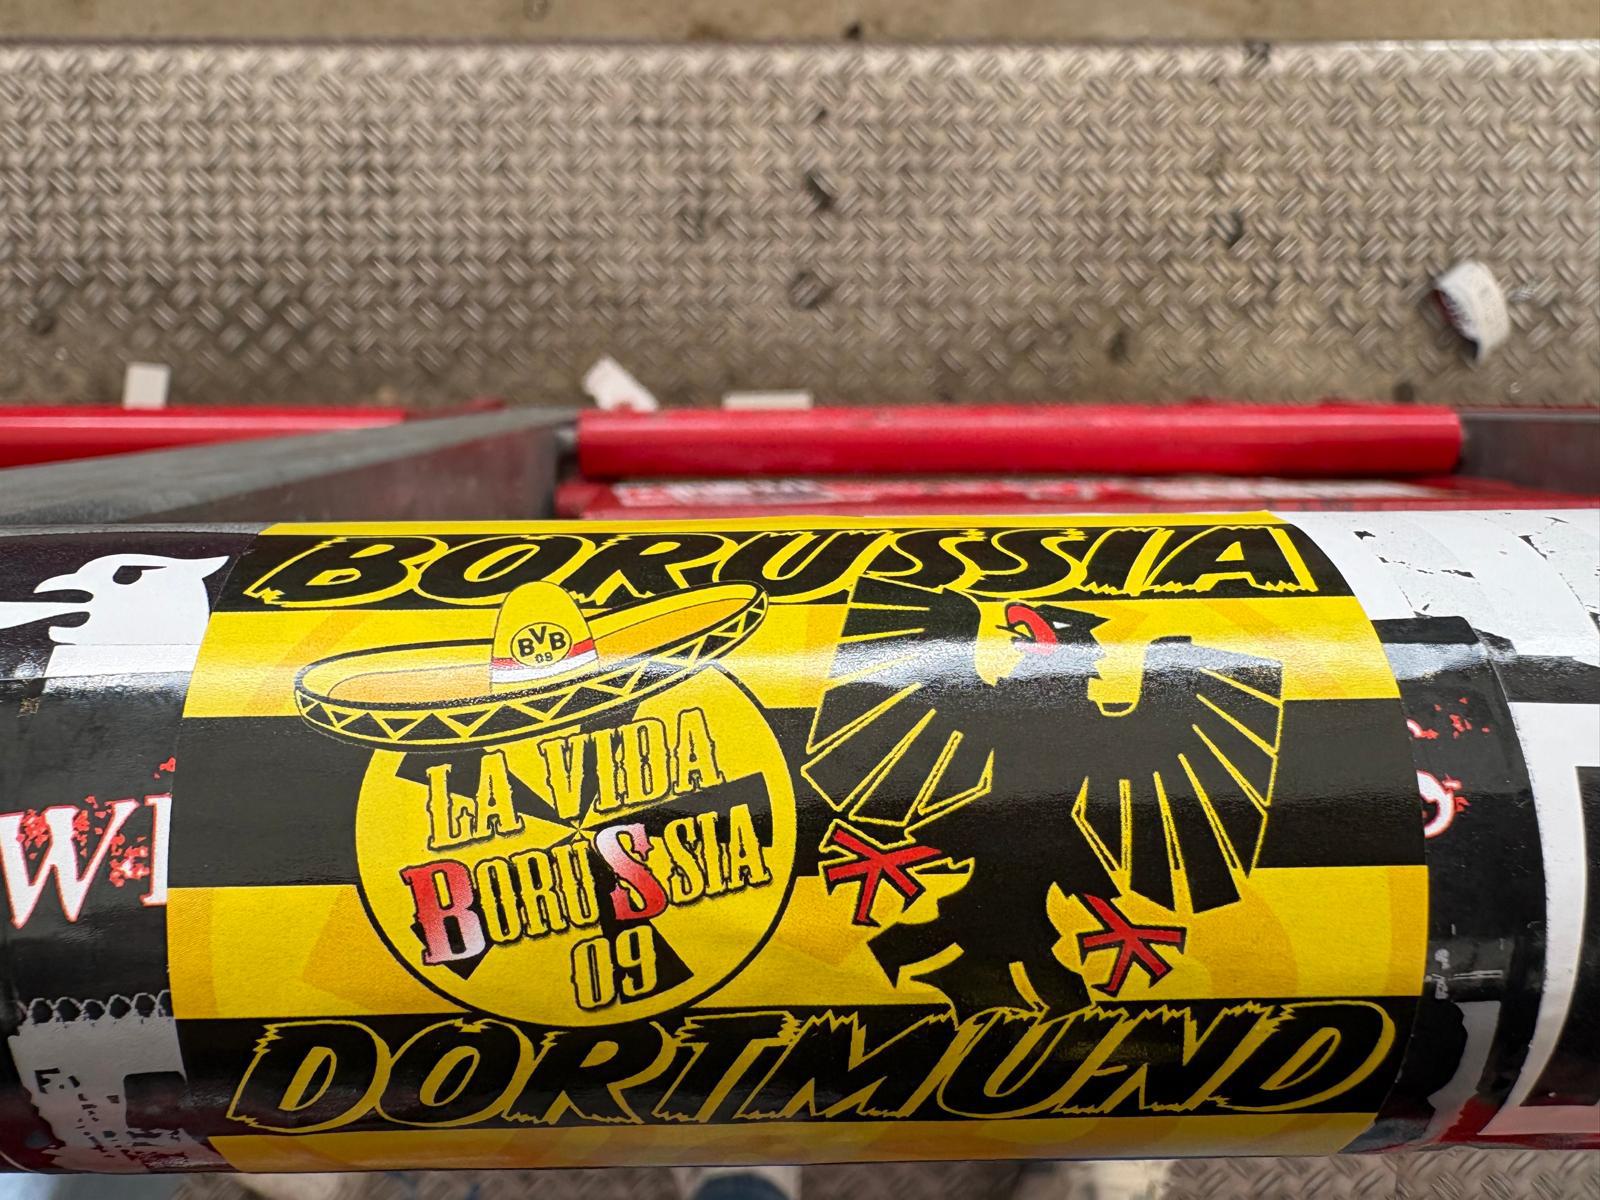 BORUSSIA
BVB
09
LA VIDA
BORUSSIA
09
DORTMUND